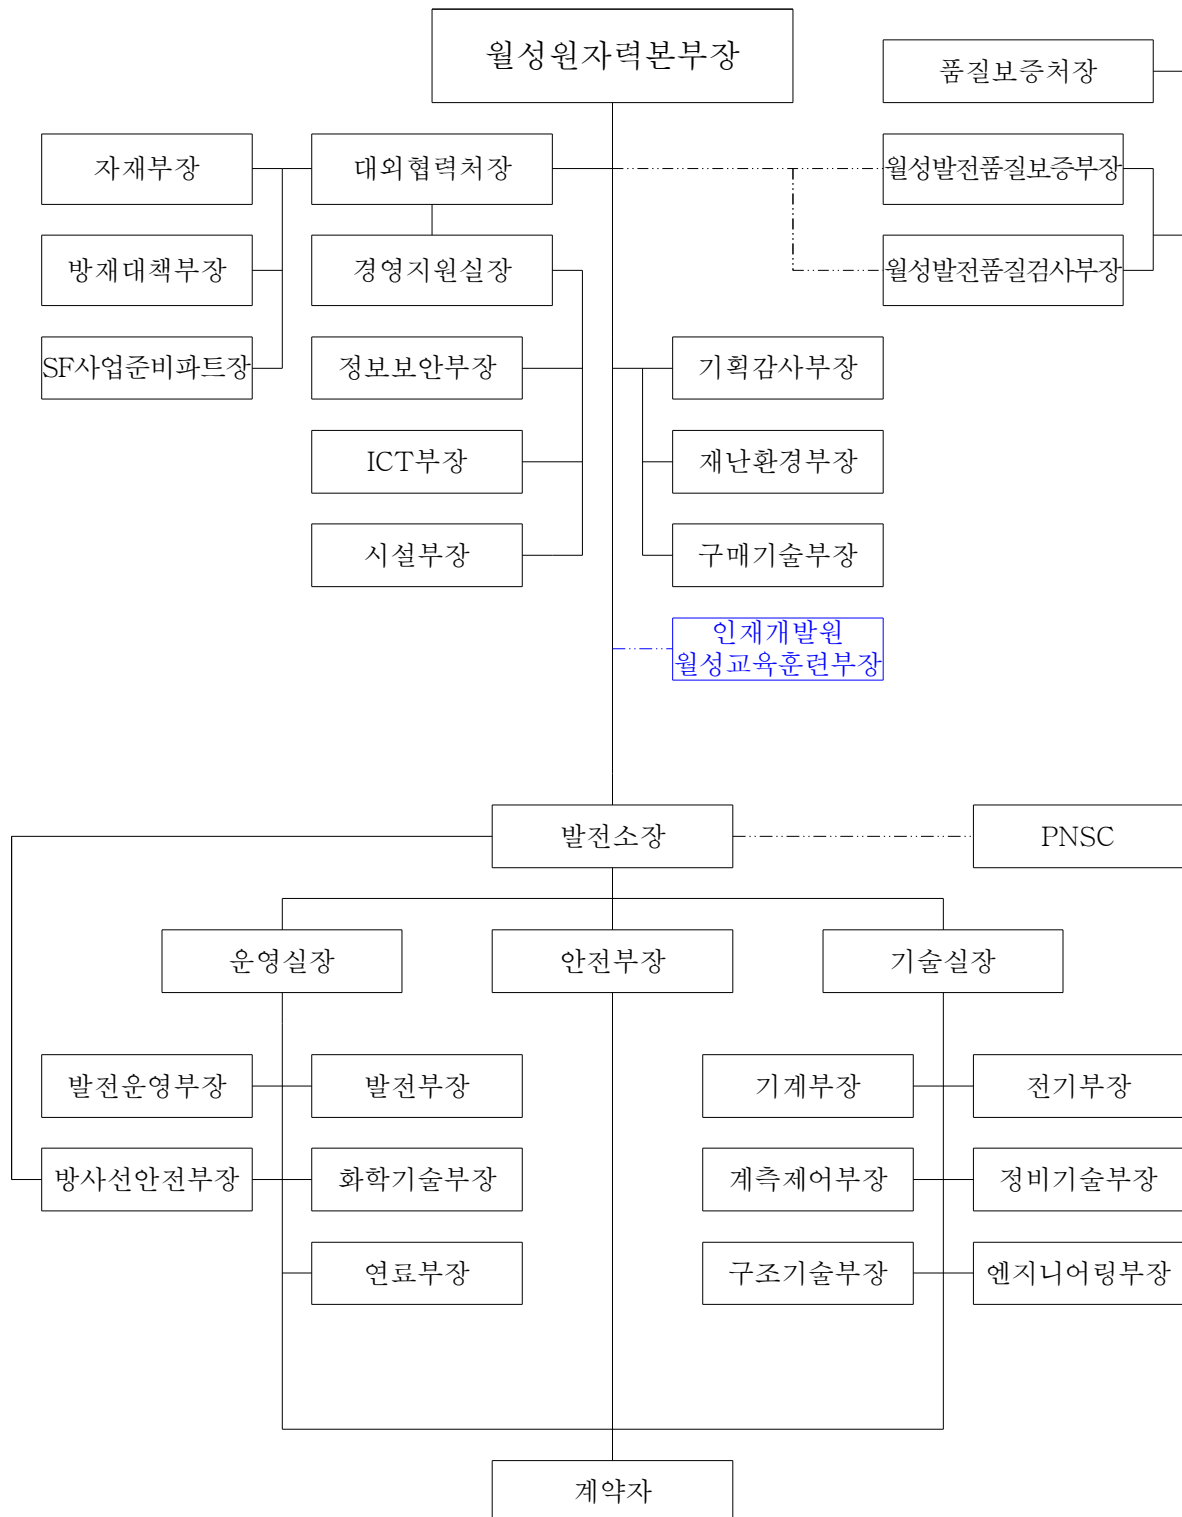 월성원자력본부장
품질보증처장
자재부장
대외협력처장
월성발전품질보증부장
방재대책부장
경영지원실장
월성발전품질검사부장
SF사업준비파트장
정보보안부장
기획감사부장
ICT부장
재난환경부장
시설부장
구매기술부장
인재개발원
월성교육훈련부장
발전소장
PNSC
운영실장
안전부장
기술실장
발전운영부장
발전부장
기계부장
전기부장
방사선안전부장
화학기술부장
계측제어부장
정비기술부장
연료부장
구조기술부장
엔지니어링부장
계약자